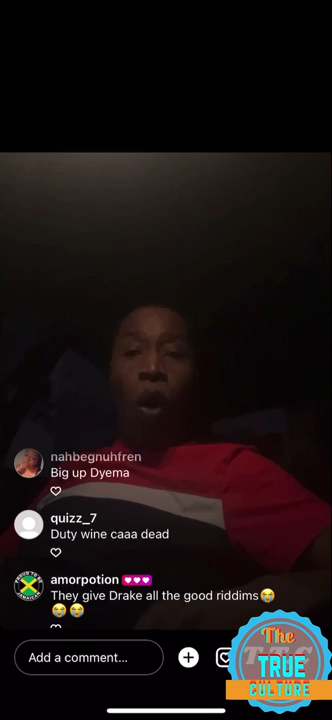 nahbegnuhfren
Big up Dyema
quizz_7
Duty wine caaa dead
amorpotion
They give Drake all the good riddims😭
😭😭
Add a comment...
The
TRUE
CULTURE